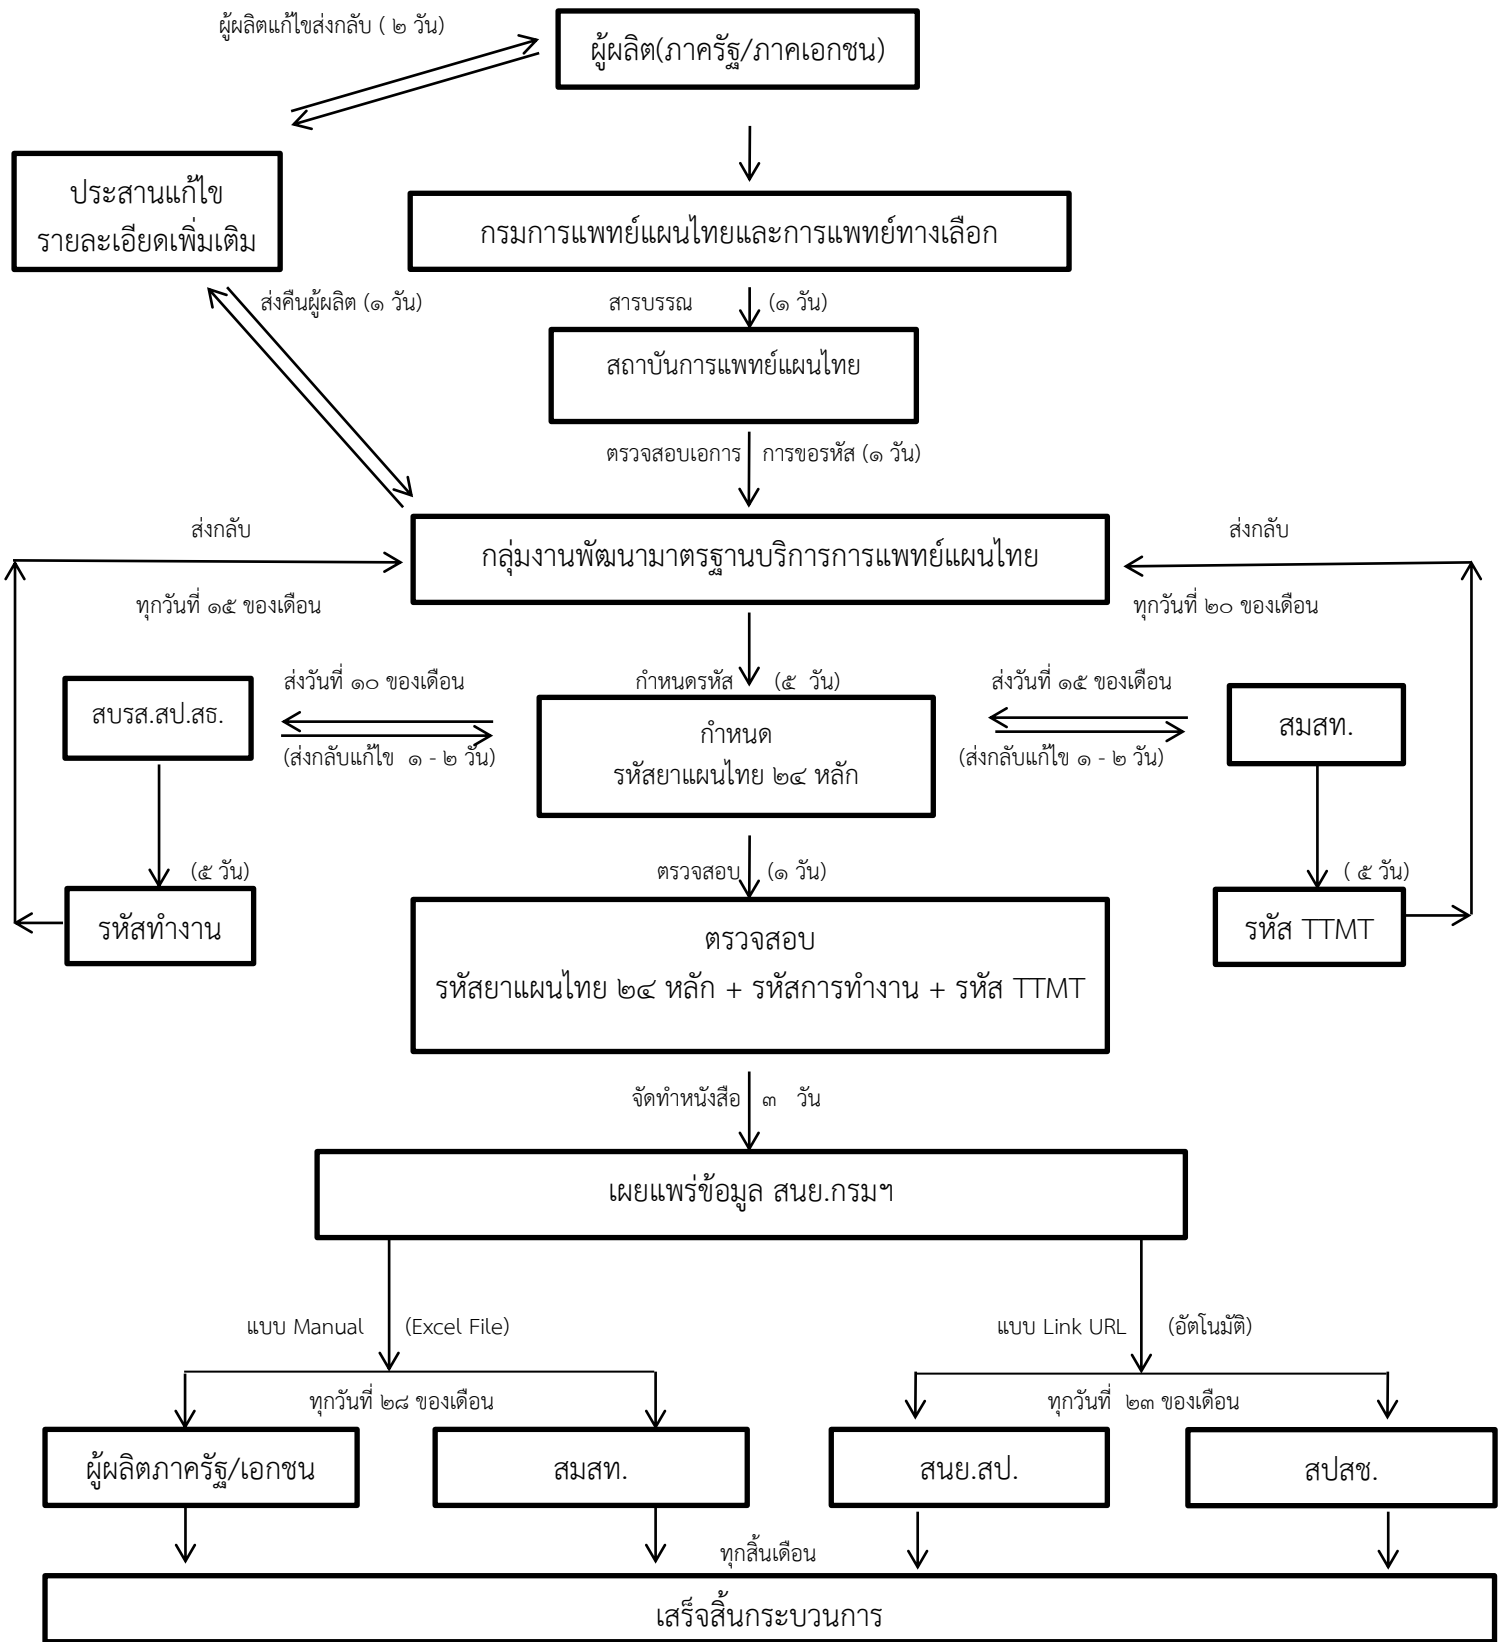 ผู้ผลิตแก้ไขส่งกลับ ( ๒ วัน)
ผู้ผลิต(ภาครัฐ/ภาคเอกชน)
ประสานแก้ไข
รายละเอียดเพิ่มเติม
กรมการแพทย์แผนไทยและการแพทย์ทางเลือก
ส่งคืนผู้ผลิต (๑ วัน)
สารบรรณ (๑ วัน)
สถาบันการแพทย์แผนไทย
ตรวจสอบเอการ การขอรหัส (๑ วัน)
ส่งกลับ
ส่งกลับ
กลุ่มงานพัฒนามาตรฐานบริการการแพทย์แผนไทย
ทุกวันที่ ๑๕ ของเดือน
ทุกวันที่ ๒๐ ของเดือน
ส่งวันที่ ๑๐ ของเดือน
กำหนดรหัส (๕ วัน)
ส่งวันที่ ๑๕ ของเดือน
สบรส.สป.สธ.
สมสท.
กำหนด
รหัสยาแผนไทย ๒๔ หลัก
(ส่งกลับแก้ไข ๑ - ๒ วัน)
(ส่งกลับแก้ไข ๑ - ๒ วัน)
(๕ วัน)
ตรวจสอบ (๑ วัน)
( ๕ วัน)
รหัสทำงาน
รหัส TTMT
ตรวจสอบ
รหัสยาแผนไทย ๒๔ หลัก + รหัสการทำงาน + รหัส TTMT
จัดทำหนังสือ ๓ วัน
เผยแพร่ข้อมูล สนย.กรมฯ
แบบ Manual (Excel File)
แบบ Link URL (อัตโนมัติ)
ทุกวันที่ ๒๘ ของเดือน
ทุกวันที่ ๒๓ ของเดือน
ผู้ผลิตภาครัฐ/เอกชน
สมสท.
สนย.สป.
สปสช.
ทุกสิ้นเดือน
เสร็จสิ้นกระบวนการ